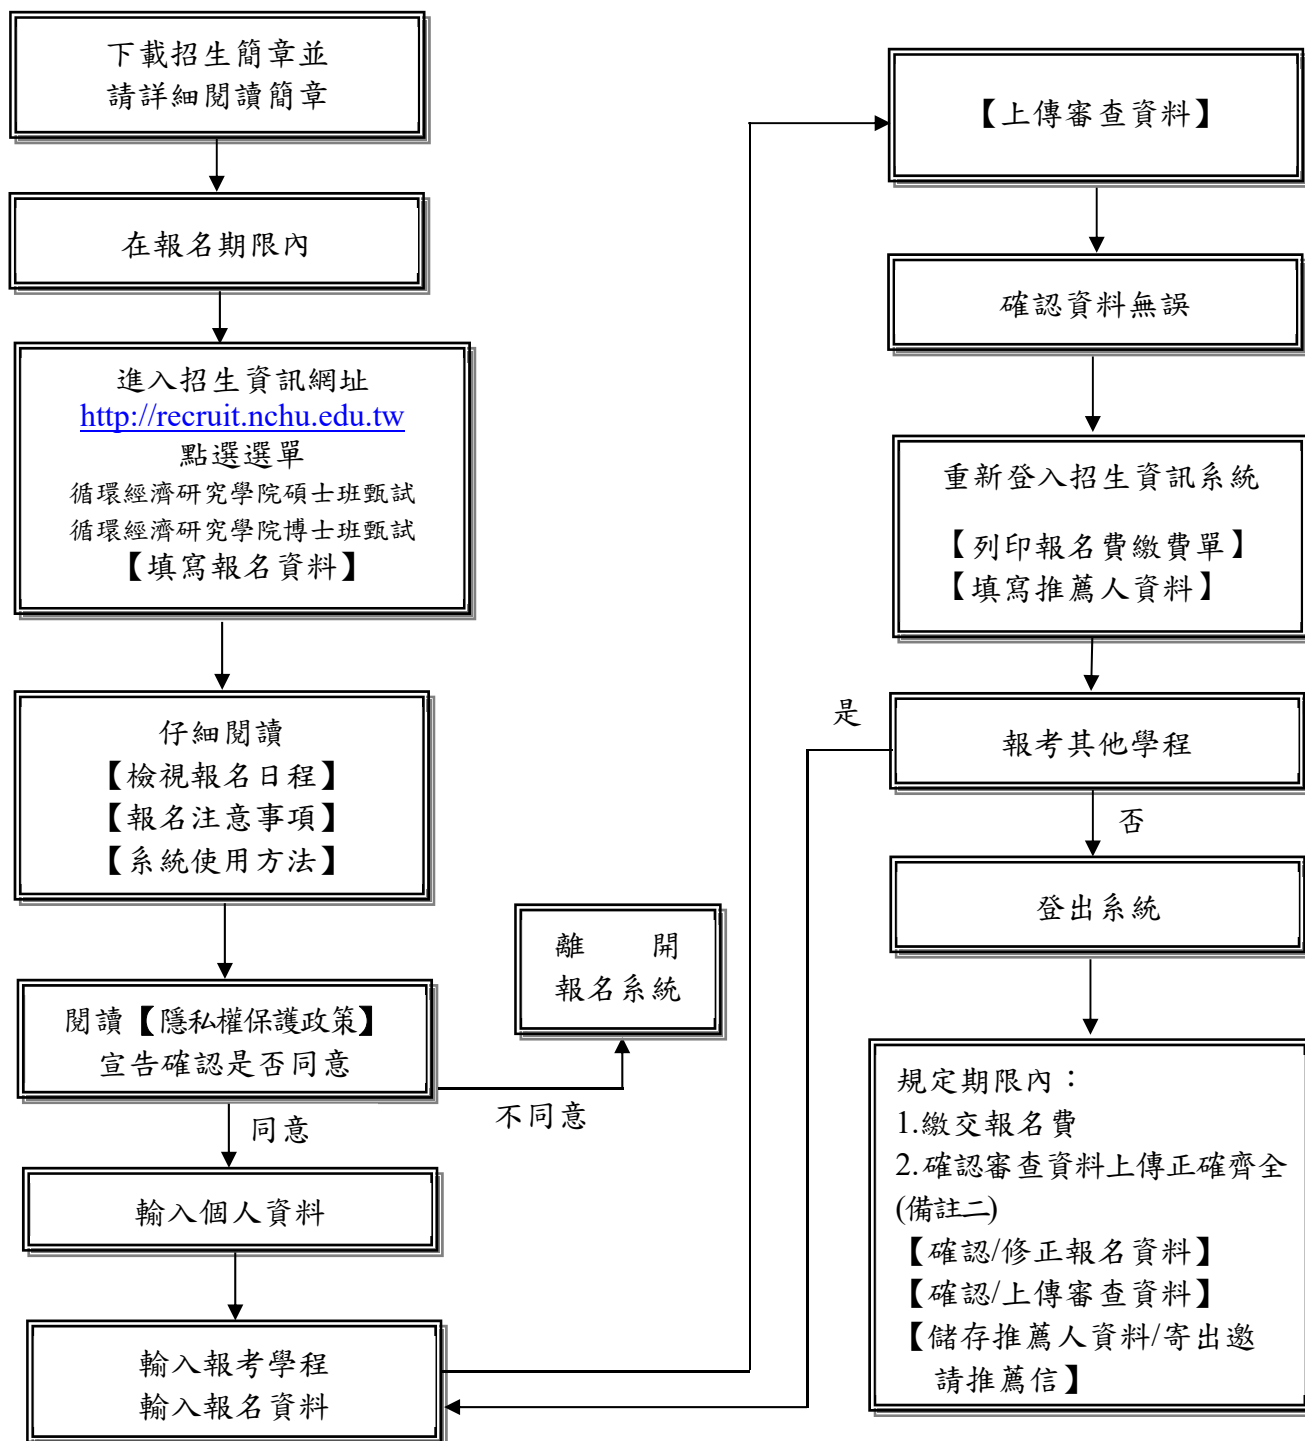 下載招生簡章並
請詳細閱讀簡章
在報名期限內
進入招生資訊網址
http://recruit.nchu.edu.tw
點選選單
循環經濟研究學院碩士班甄試
循環經濟研究學院博士班甄試
【填寫報名資料】
仔細閱讀
【檢視報名日程】
【報名注意事項】
【系統使用方法】
閱讀【隱私權保護政策】
宣告確認是否同意
離 開
報名系統
不同意
同意
輸入個人資料
輸入報考學程
輸入報名資料
【上傳審查資料】
確認資料無誤
重新登入招生資訊系統
【列印報名費繳費單】
【填寫推薦人資料】
是
報考其他學程
否
登出系統
規定期限內：
1.繳交報名費
2.確認審查資料上傳正確齊全
(備註二)
【確認/修正報名資料】
【確認/上傳審查資料】
【儲存推薦人資料/寄出邀
請推薦信】